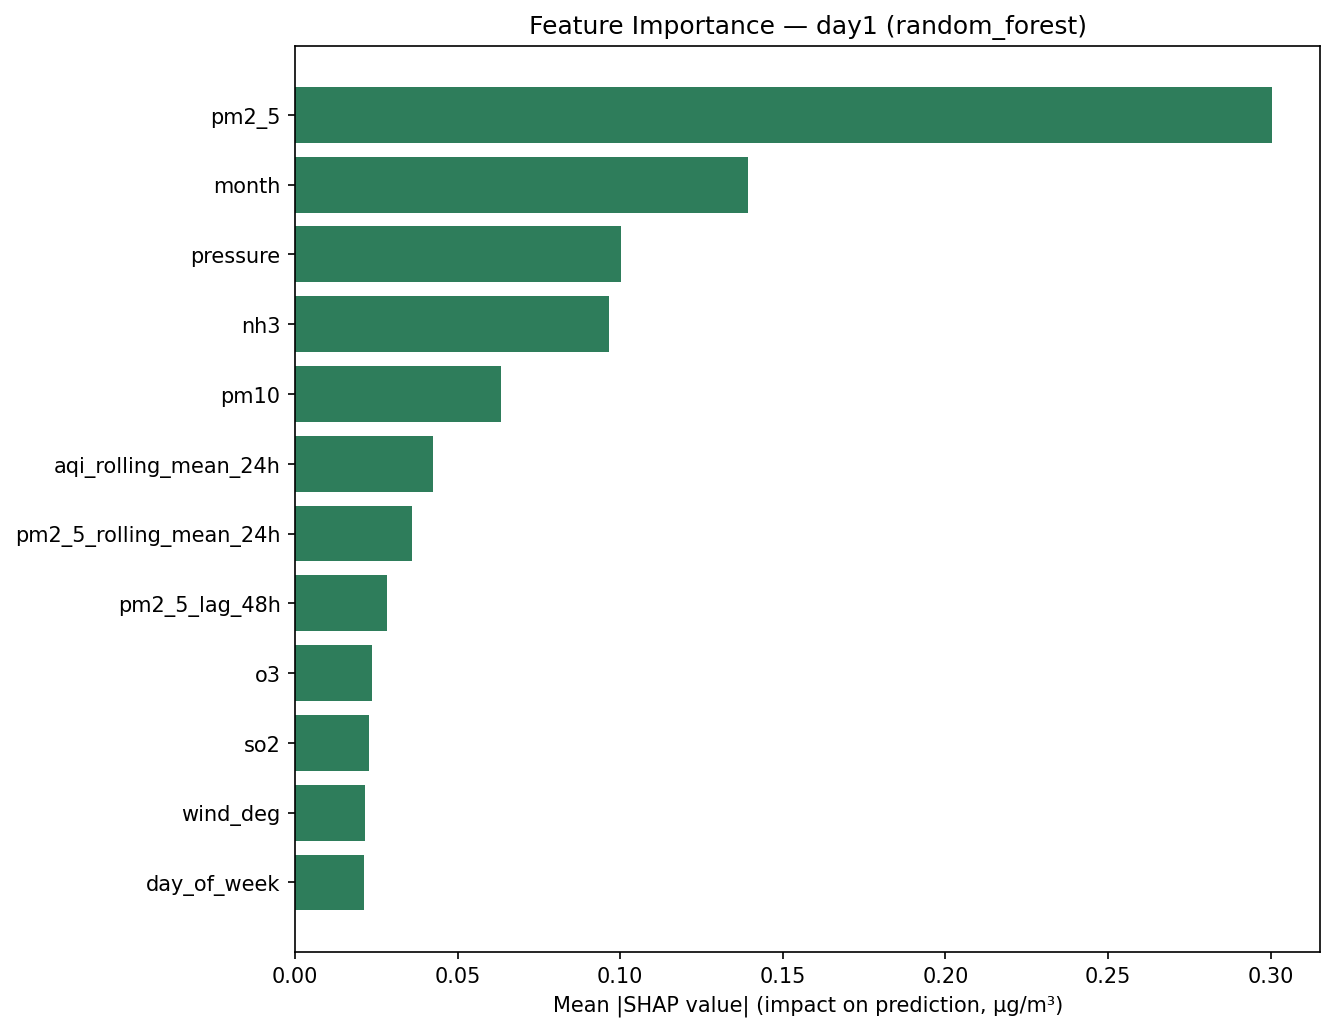 Feature Importance — day1 (random_forest)
pm2_5
month
pressure
nh3
pm10
aqi_rolling_mean_24h
pm2_5_rolling_mean_24h
pm2_5_lag_48h
o3
so2
wind_deg
day_of_week
0.00 0.05 0.10 0.15 0.20 0.25 0.30
Mean |SHAP value| (impact on prediction, µg/m³)